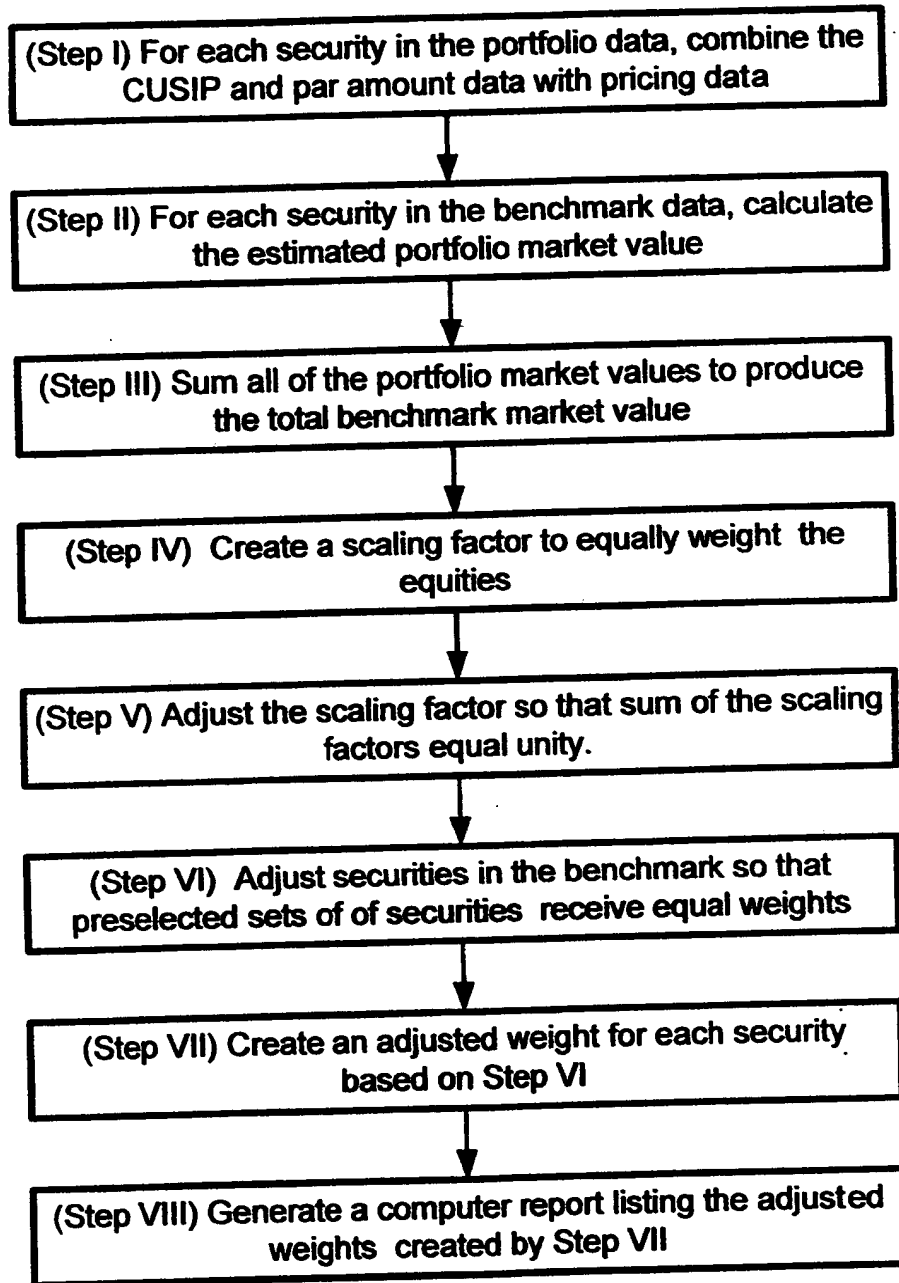 (Step I) For each security in the portfolio data, combine the
CUSIP and par amount data with pricing data
(Step II) For each security in the benchmark data, calculate
the estimated portfolio market value
(Step III) Sum all of the portfolio market values to produce
the total benchmark market value
(Step IV) Create a scaling factor to equally weight the
equities
(Step V) Adjust the scaling factor so that sum of the scaling
factors equal unity.
(Step VI) Adjust securities in the benchmark so that
preselected sets of of securities receive equal weights
(Step VII) Create an adjusted weight for each security
based on Step VI
(Step VIII) Generate a computer report listing the adjusted
weights created by Step VII